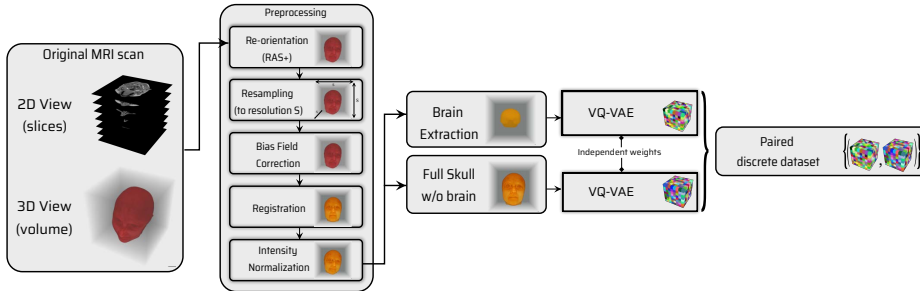 Original MRI scan
2D View
(slices)
3D View
(volume)
Preprocessing
Re-orientation
(RAS+)
Resampling
(to resolution S)
Bias Field
Correction
Registration
Intensity
Normalization
Brain
Extraction
Full Skull
w/o brain
VQ-VAE
Independent weights
VQ-VAE
Paired
discrete dataset